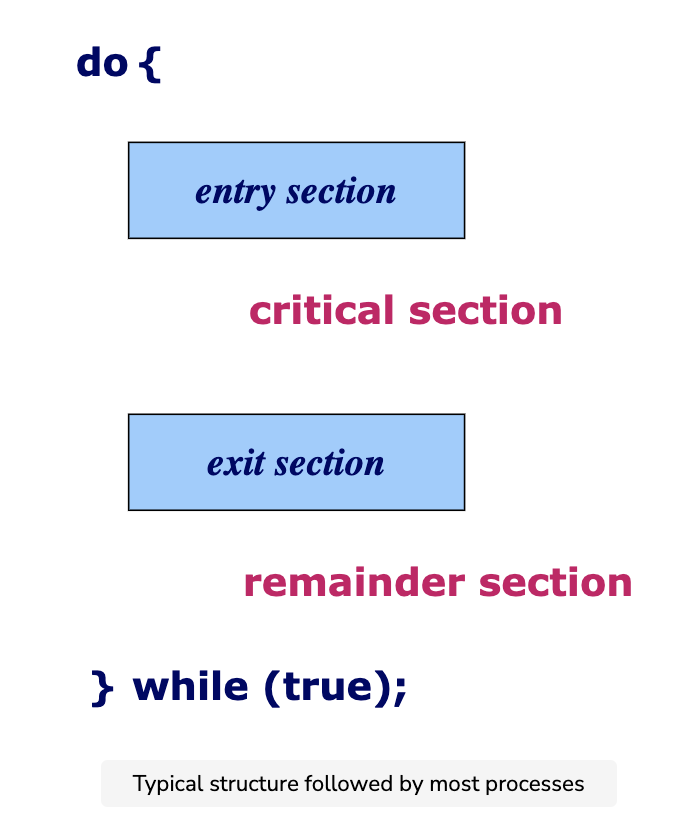 do {
entry section
critical section
exit section
remainder section
} while (true);
Typical structure followed by most processes